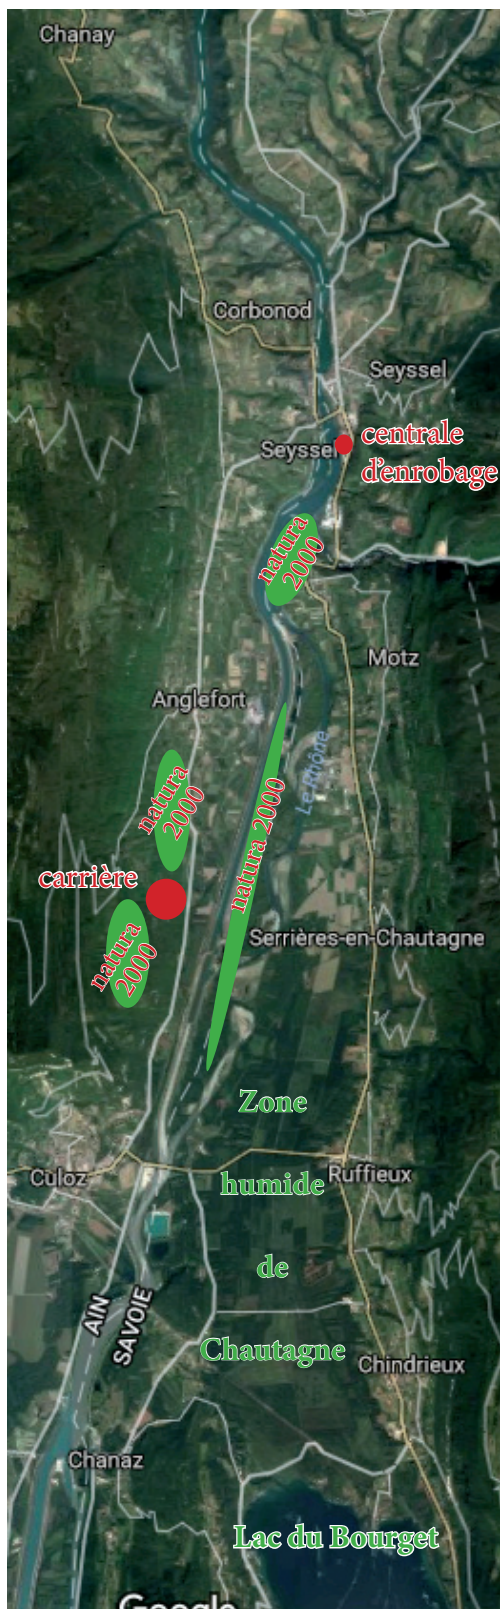 Chanay
Corbonod
Seyssel
centrale
Seyssel
d'enrobage
natura
2000
Motz
Anglefort
Le Rhône
natura
2000
natura 2000
carrière
natura
2000
Serrières-en-Chautagne
Zone
humide
Ruffieux
Culoz
de
AIN
SAVOIE
Chautagne
Chindrieux
Chanaz
Lac du Bourget
Google